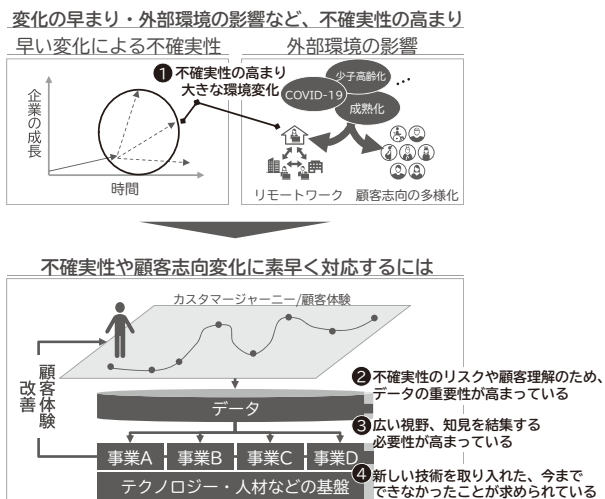 変化の早まり・外部環境の影響など、不確実性の高まり
早い変化による不確実性
外部環境の影響
❶不確実性の高まり
大きな環境変化
企業の成長
時間
少子高齢化
…
COVID-19
成熟化
リモートワーク
顧客志向の多様化
不確実性や顧客志向変化に素早く対応するには
カスタマージャーニー/顧客体験
顧客体験
改善
データ
事業A
事業B
事業C
事業D
テクノロジー・人材などの基盤
❷不確実性のリスクや顧客理解のため、
データの重要性が高まっている
❸広い視野、知見を結集する
必要性が高まっている
❹新しい技術を取り入れた、今まで
できなかったことが求められている